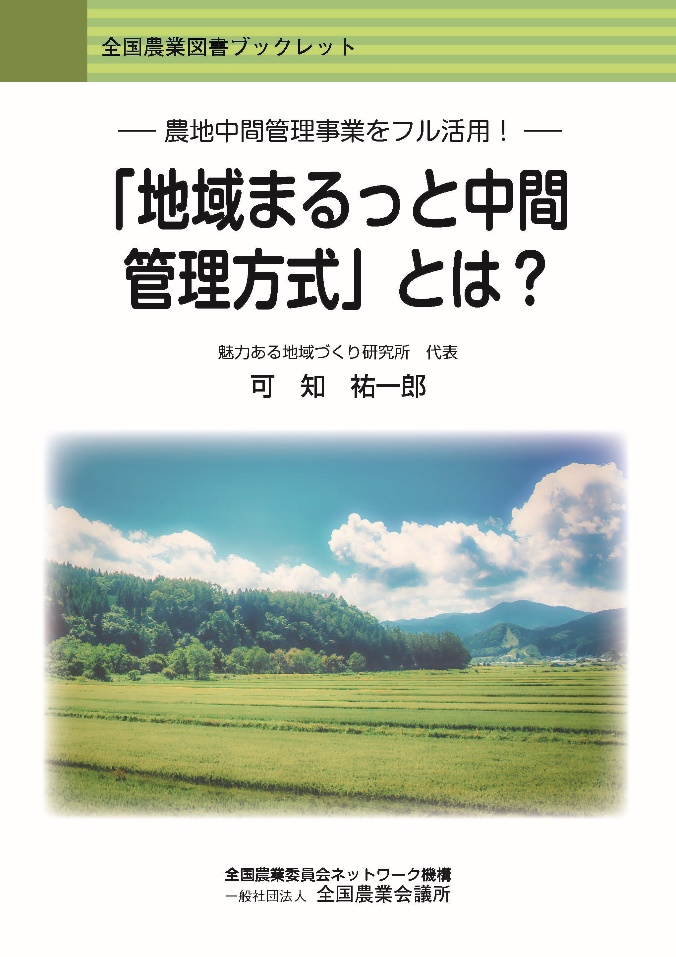 全国農業図書ブックレット
― 農地中間管理事業をフル活用！ ―
「地域まるっと中間
管理方式」とは？
魅力ある地域づくり研究所　代表
可　知　祐一郎
全国農業委員会ネットワーク機構
一般社団法人 全国農業会議所